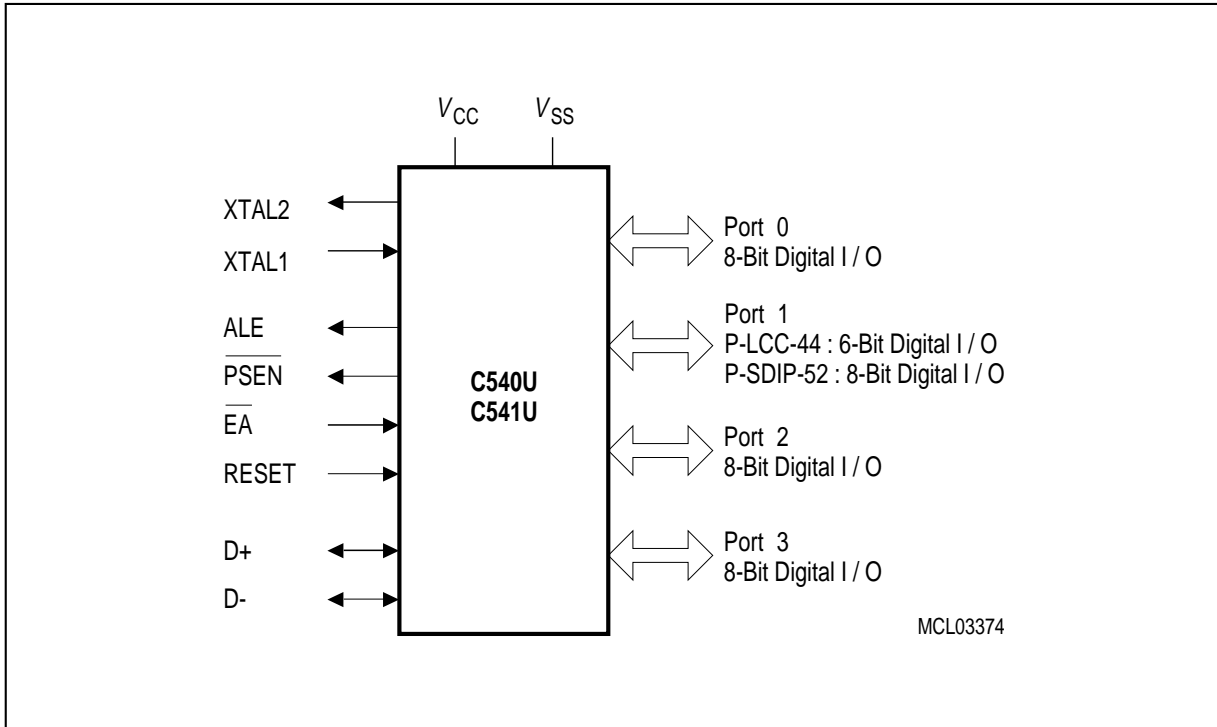 VCC VSS
XTAL2
XTAL1
ALE
PSEN
EA
RESET
D+
D-
C540U
C541U
Port 0
8-Bit Digital I / O
Port 1
P-LCC-44 : 6-Bit Digital I / O
P-SDIP-52 : 8-Bit Digital I / O
Port 2
8-Bit Digital I / O
Port 3
8-Bit Digital I / O
MCL03374